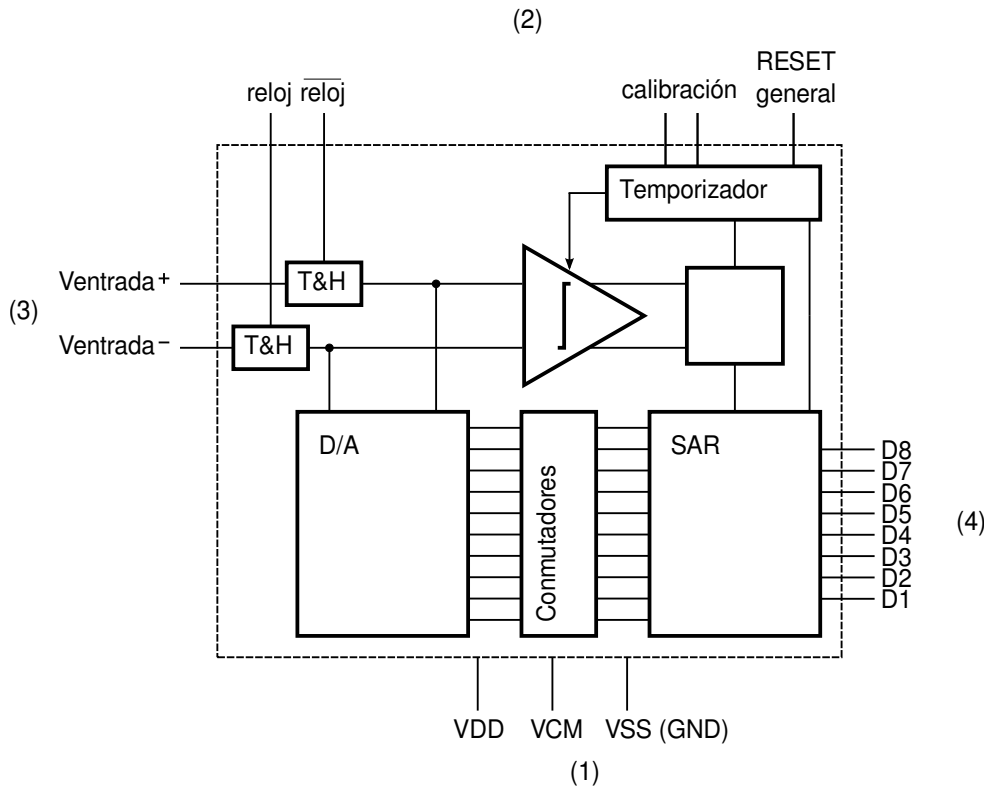 (2)
RESET
general
calibración
reloj reloj
Temporizador
Ventrada+
T&H
(3)
Ventrada−
T&H
D/A
Conmutadores
SAR
D8
D7
D6
D5
D4
D3
D2
D1
(4)
VDD
VCM
VSS (GND)
(1)